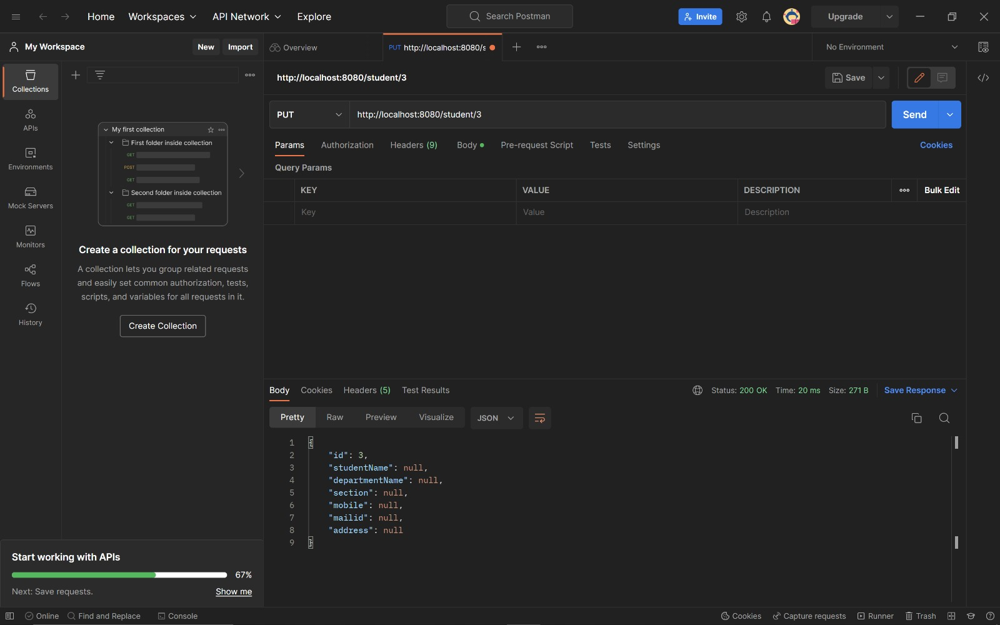 Home Workspaces API Network Explore Search Postman Invite Upgrade
My Workspace New Import Overview PUT http://localhost:8080/s No Environment
Collections
APIs
Environments
Mock Servers
Monitors
Flows
History
My first collection
First folder inside collection
GET
POST
GET
Second folder inside collection
GET
GET
Create a collection for your requests
A collection lets you group related requests
and easily set common authorization, tests,
scripts, and variables for all requests in it.
Create Collection
Start working with APIs
67%
Next: Save requests. Show me
http://localhost:8080/student/3 Save
PUT http://localhost:8080/student/3 Send
Params Authorization Headers (9) Body Pre-request Script Tests Settings Cookies
Query Params
KEY VALUE DESCRIPTION Bulk Edit
Key Value Description
Body Cookies Headers (5) Test Results Status: 200 OK Time: 20 ms Size: 271 B Save Response
Pretty Raw Preview Visualize JSON
1 {
2 "id": 3,
3 "studentName": null,
4 "departmentName": null,
5 "section": null,
6 "mobile": null,
7 "mailid": null,
8 "address": null
9 }
Online Find and Replace Console Cookies Capture requests Runner Trash